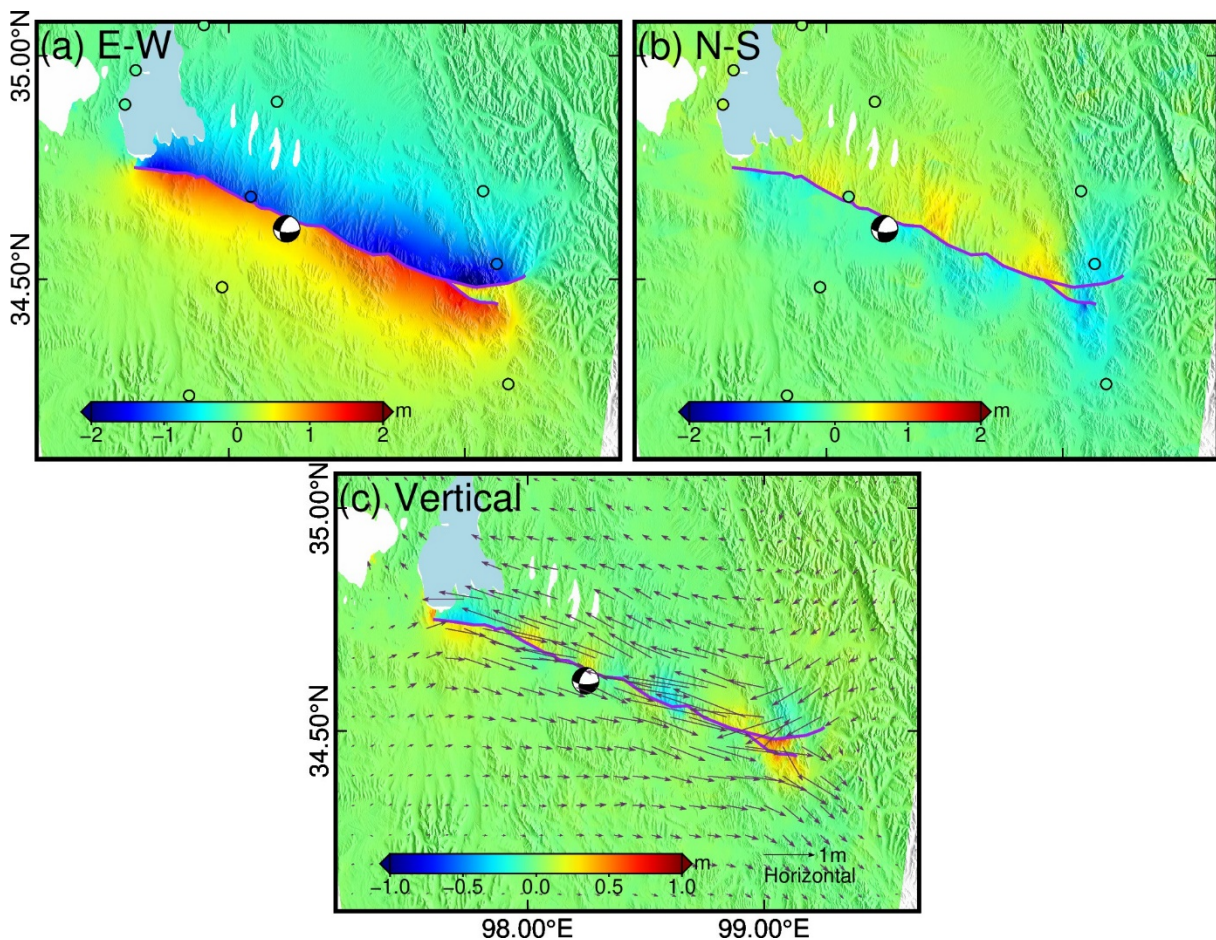 (a) E-W
35.00°N
34.50°N
−2 −1 0 1 2 m
(b) N-S
−2 −1 0 1 2 m
(c) Vertical
35.00°N
34.50°N
−1.0 −0.5 0.0 0.5 1.0 m
1m
Horizontal
98.00°E 99.00°E